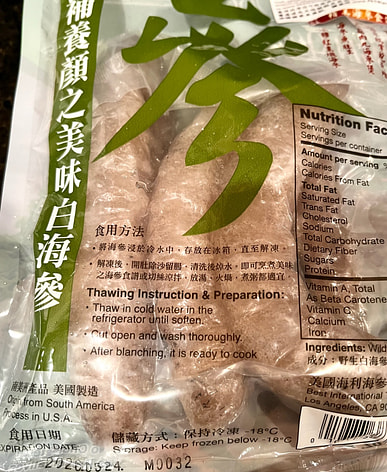 補養顏之美味白海參
參
Nutrition Fac
Serving Size
Servings per container
Amount per serving %
Calories
Calories From Fat
Total Fat
Saturated Fat
Trans Fat
Cholesterol
Sodium
Total Carbohydrate
Dietary Fiber
Sugars
Protein
Vitamin A, Total
As Beta Carotene
Vitamin C
Calcium
Iron
食用方法
• 將海參浸於冷水中，存放在冰箱，直至解凍。
• 解凍後，開肚除沙留腸，清洗後焯水，即可烹煮美味
之海參食譜或切絲涼拌，放湯、火煱，煮粥都適宜
Thawing Instruction & Preparation:
• Thaw in cold water in the
refrigerator until soften.
• Cut open and wash thoroughly.
• After blanching, it is ready to cook
Ingredients: Wild
成分：野生白海參
美國海利海
Best International
Los Angeles, CA 90
南美洲產品 美國製造
Origin from South America
Process in U.S.A.
食用日期
EXPIRATION DATE:
儲藏方式：保持冷凍 -18°C
Storage: Keep frozen below -18°C
20260324. M0032